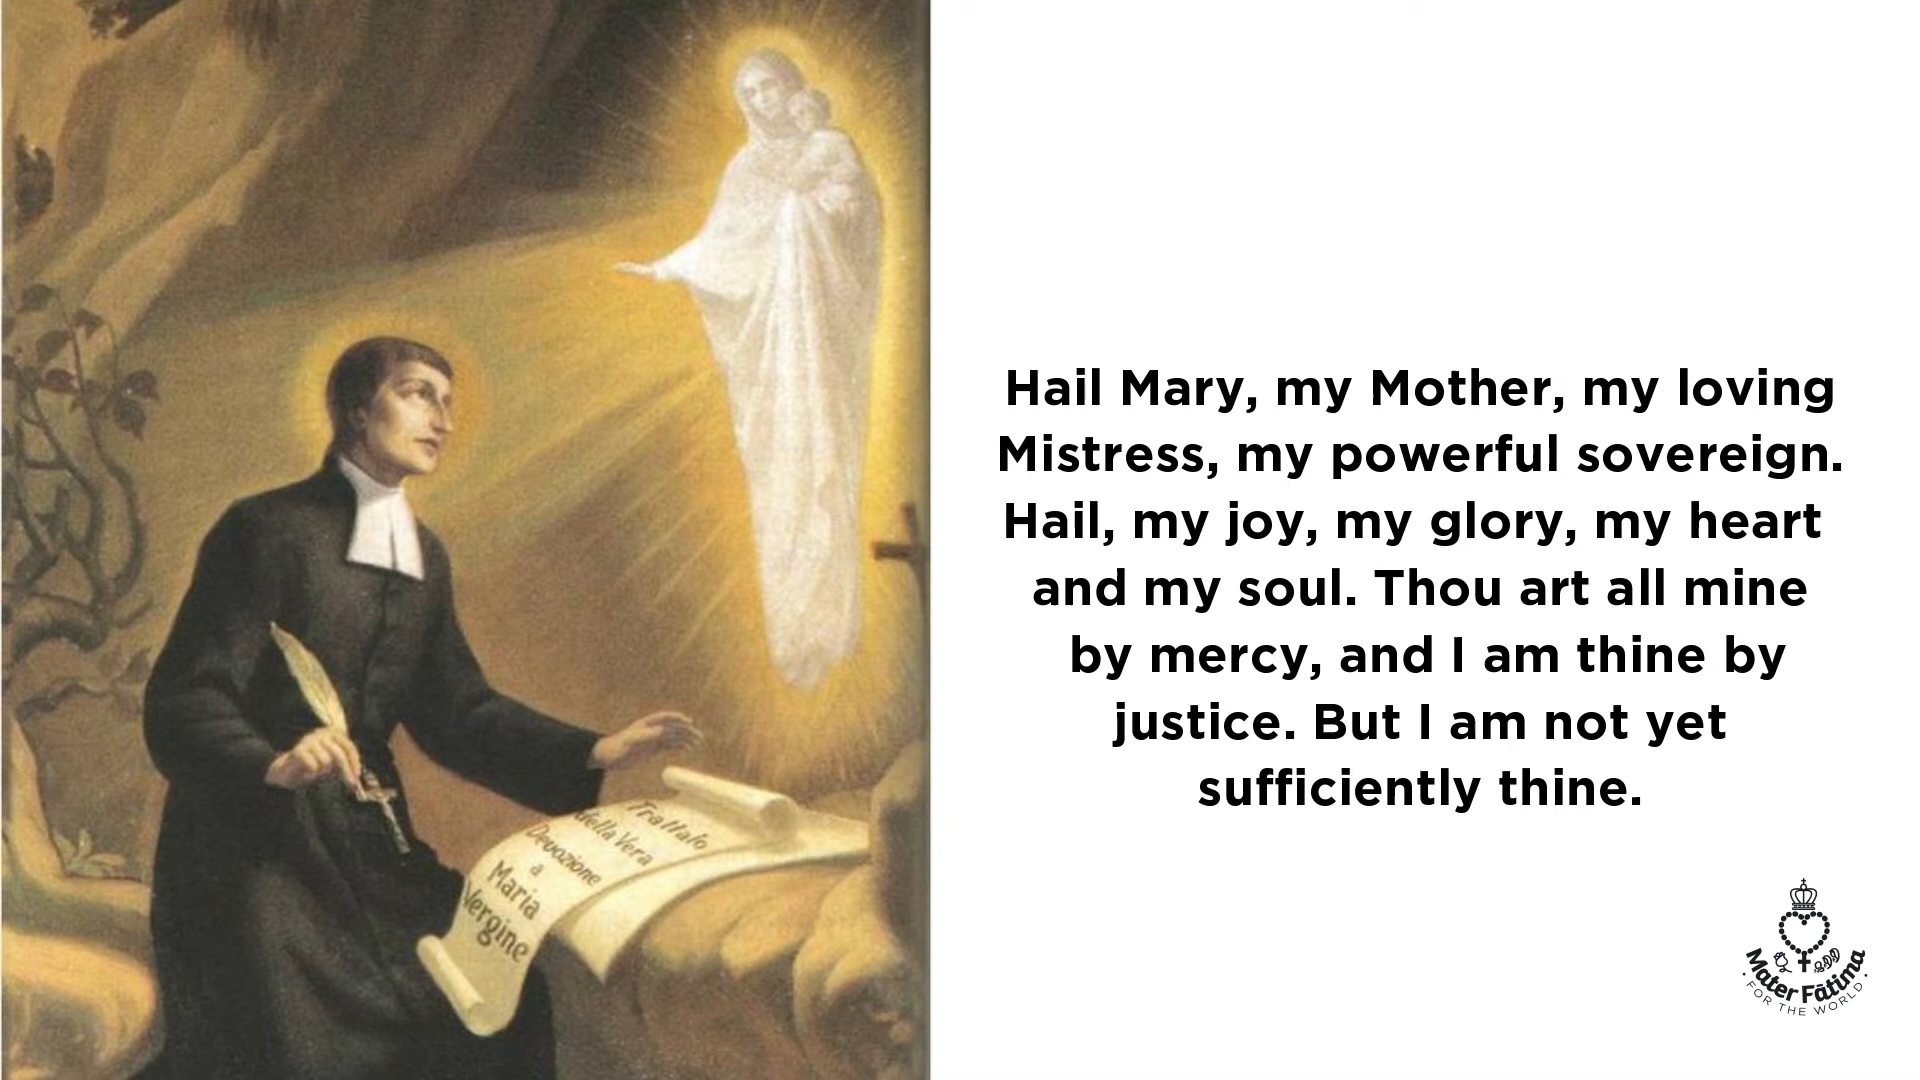 Hail Mary, my Mother, my loving
Mistress, my powerful sovereign.
Hail, my joy, my glory, my heart
and my soul. Thou art all mine
by mercy, and I am thine by
justice. But I am not yet
sufficiently thine.
Trattato
della Vera
Devozione
a
Maria
Vergine
Mater Fātima
· FOR THE WORLD ·